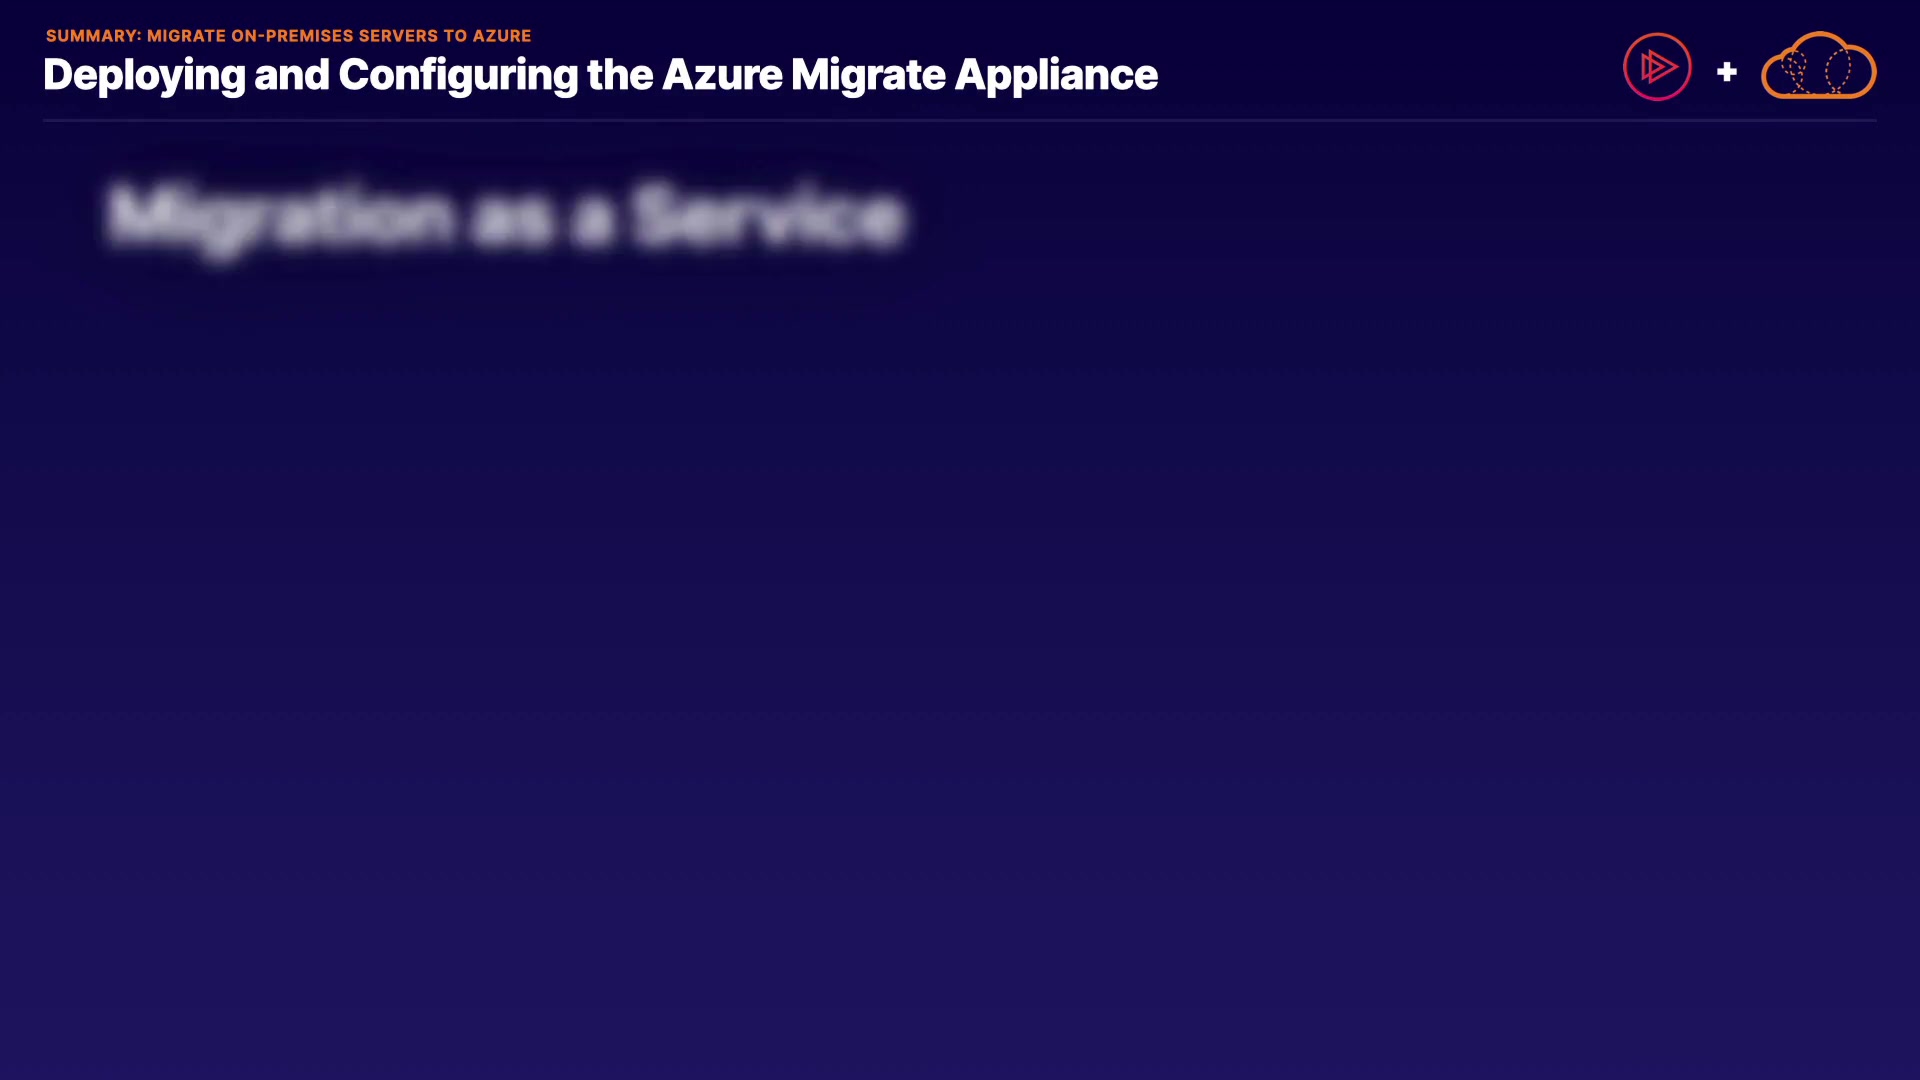 SUMMARY: MIGRATE ON-PREMISES SERVERS TO AZURE
Deploying and Configuring the Azure Migrate Appliance
+
Migration as a Service